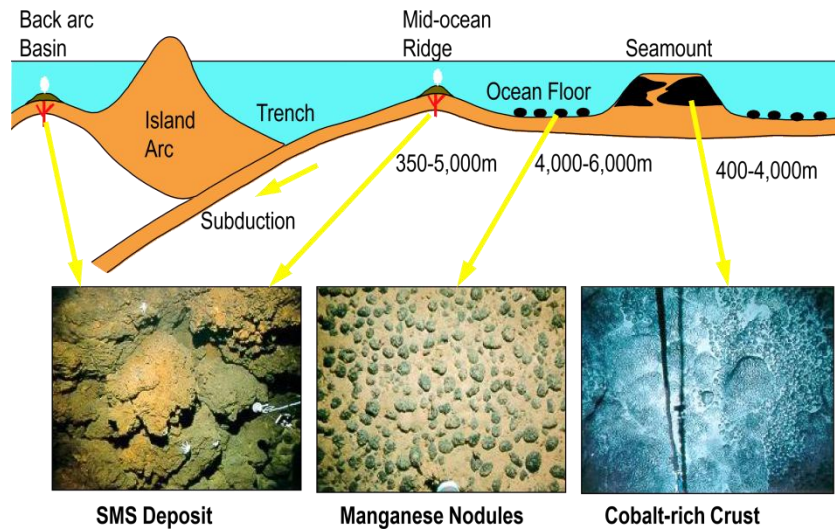 Back arc
Basin
Mid-ocean
Ridge
Seamount
Ocean Floor
Trench
Island
Arc
350-5,000m
4,000-6,000m
400-4,000m
Subduction
SMS Deposit
Manganese Nodules
Cobalt-rich Crust